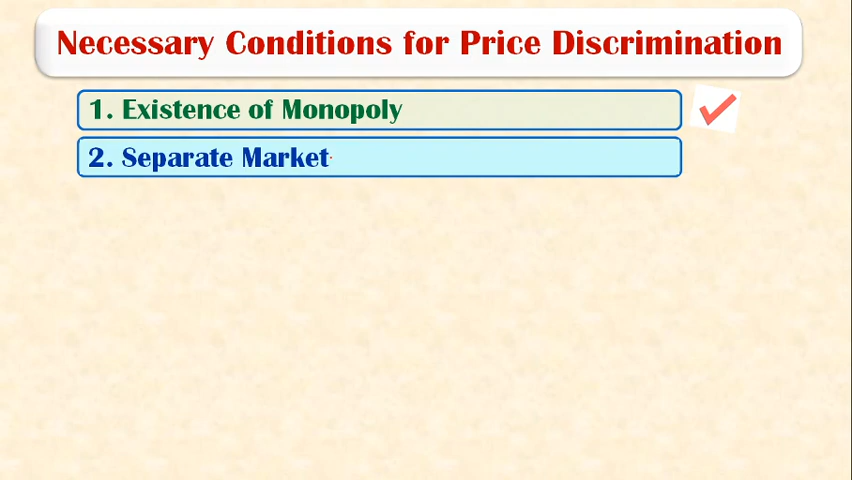 Necessary Conditions for Price Discrimination
1. Existence of Monopoly
2. Separate Market